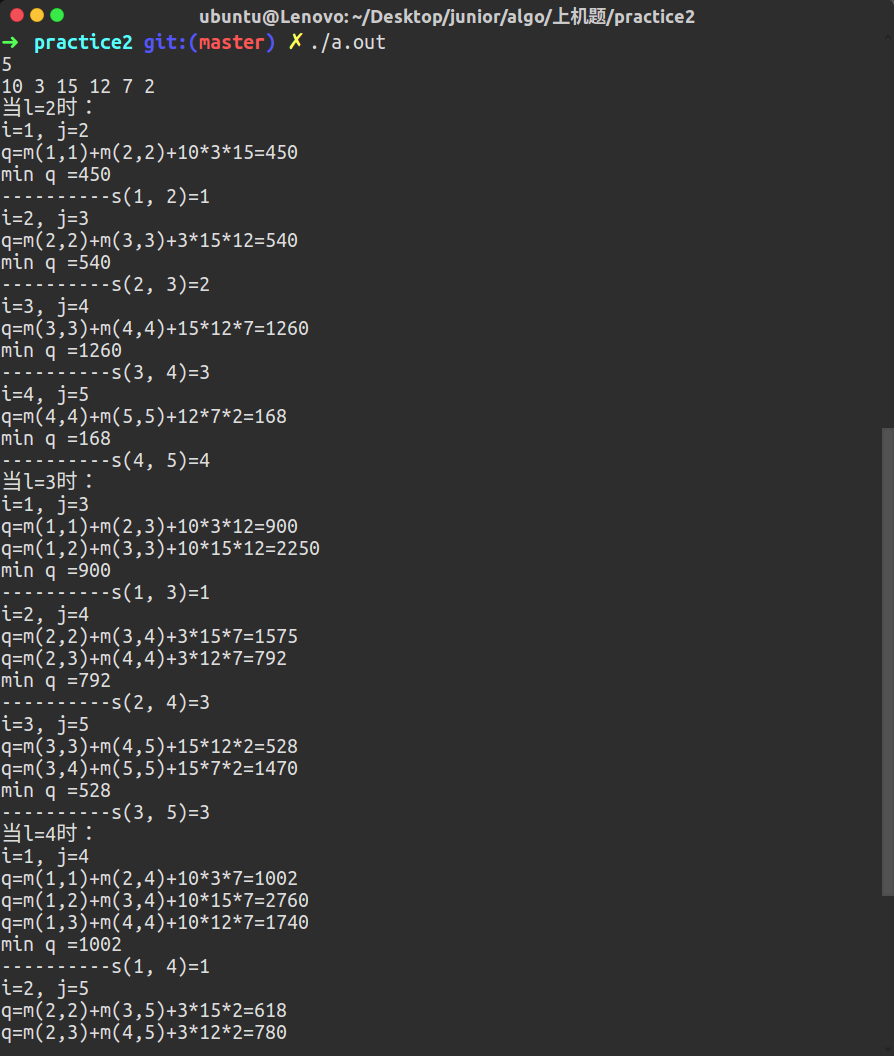 ubuntu@Lenovo: ~/Desktop/junior/algo/上机题/practice2
➜ practice2 git:(master) ✗ ./a.out
5
10 3 15 12 7 2
当l=2时：
i=1, j=2
q=m(1,1)+m(2,2)+10*3*15=450
min q =450
----------s(1, 2)=1
i=2, j=3
q=m(2,2)+m(3,3)+3*15*12=540
min q =540
----------s(2, 3)=2
i=3, j=4
q=m(3,3)+m(4,4)+15*12*7=1260
min q =1260
----------s(3, 4)=3
i=4, j=5
q=m(4,4)+m(5,5)+12*7*2=168
min q =168
----------s(4, 5)=4
当l=3时：
i=1, j=3
q=m(1,1)+m(2,3)+10*3*12=900
q=m(1,2)+m(3,3)+10*15*12=2250
min q =900
----------s(1, 3)=1
i=2, j=4
q=m(2,2)+m(3,4)+3*15*7=1575
q=m(2,3)+m(4,4)+3*12*7=792
min q =792
----------s(2, 4)=3
i=3, j=5
q=m(3,3)+m(4,5)+15*12*2=528
q=m(3,4)+m(5,5)+15*7*2=1470
min q =528
----------s(3, 5)=3
当l=4时：
i=1, j=4
q=m(1,1)+m(2,4)+10*3*7=1002
q=m(1,2)+m(3,4)+10*15*7=2760
q=m(1,3)+m(4,4)+10*12*7=1740
min q =1002
----------s(1, 4)=1
i=2, j=5
q=m(2,2)+m(3,5)+3*15*2=618
q=m(2,3)+m(4,5)+3*12*2=780